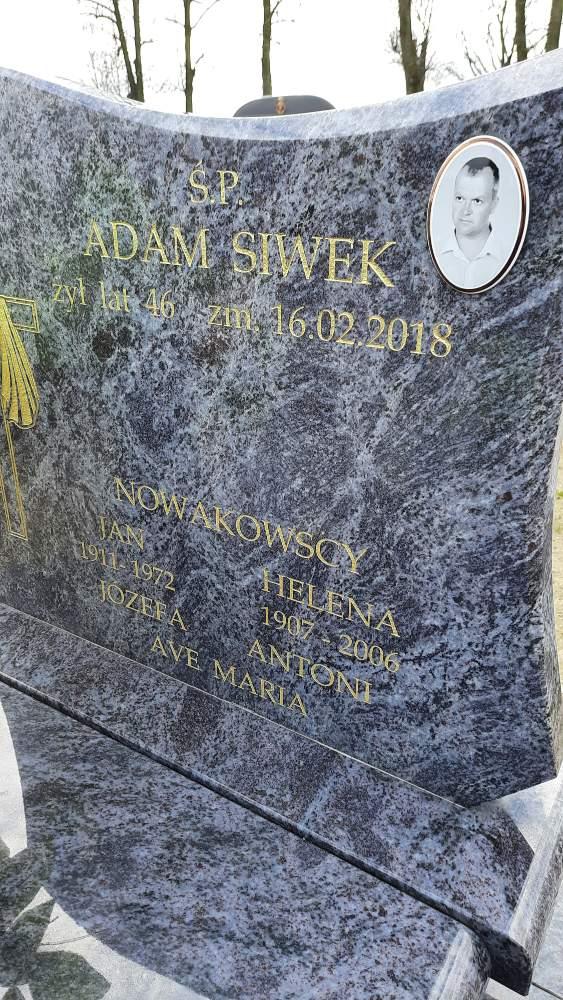 Ś.P.
ADAM SIWEK
żył lat 46 zm. 16.02.2018
NOWAKOWSCY
JAN
1911-1972
HELENA
1907-2006
JÓZEFA
ANTONI
AVE MARIA